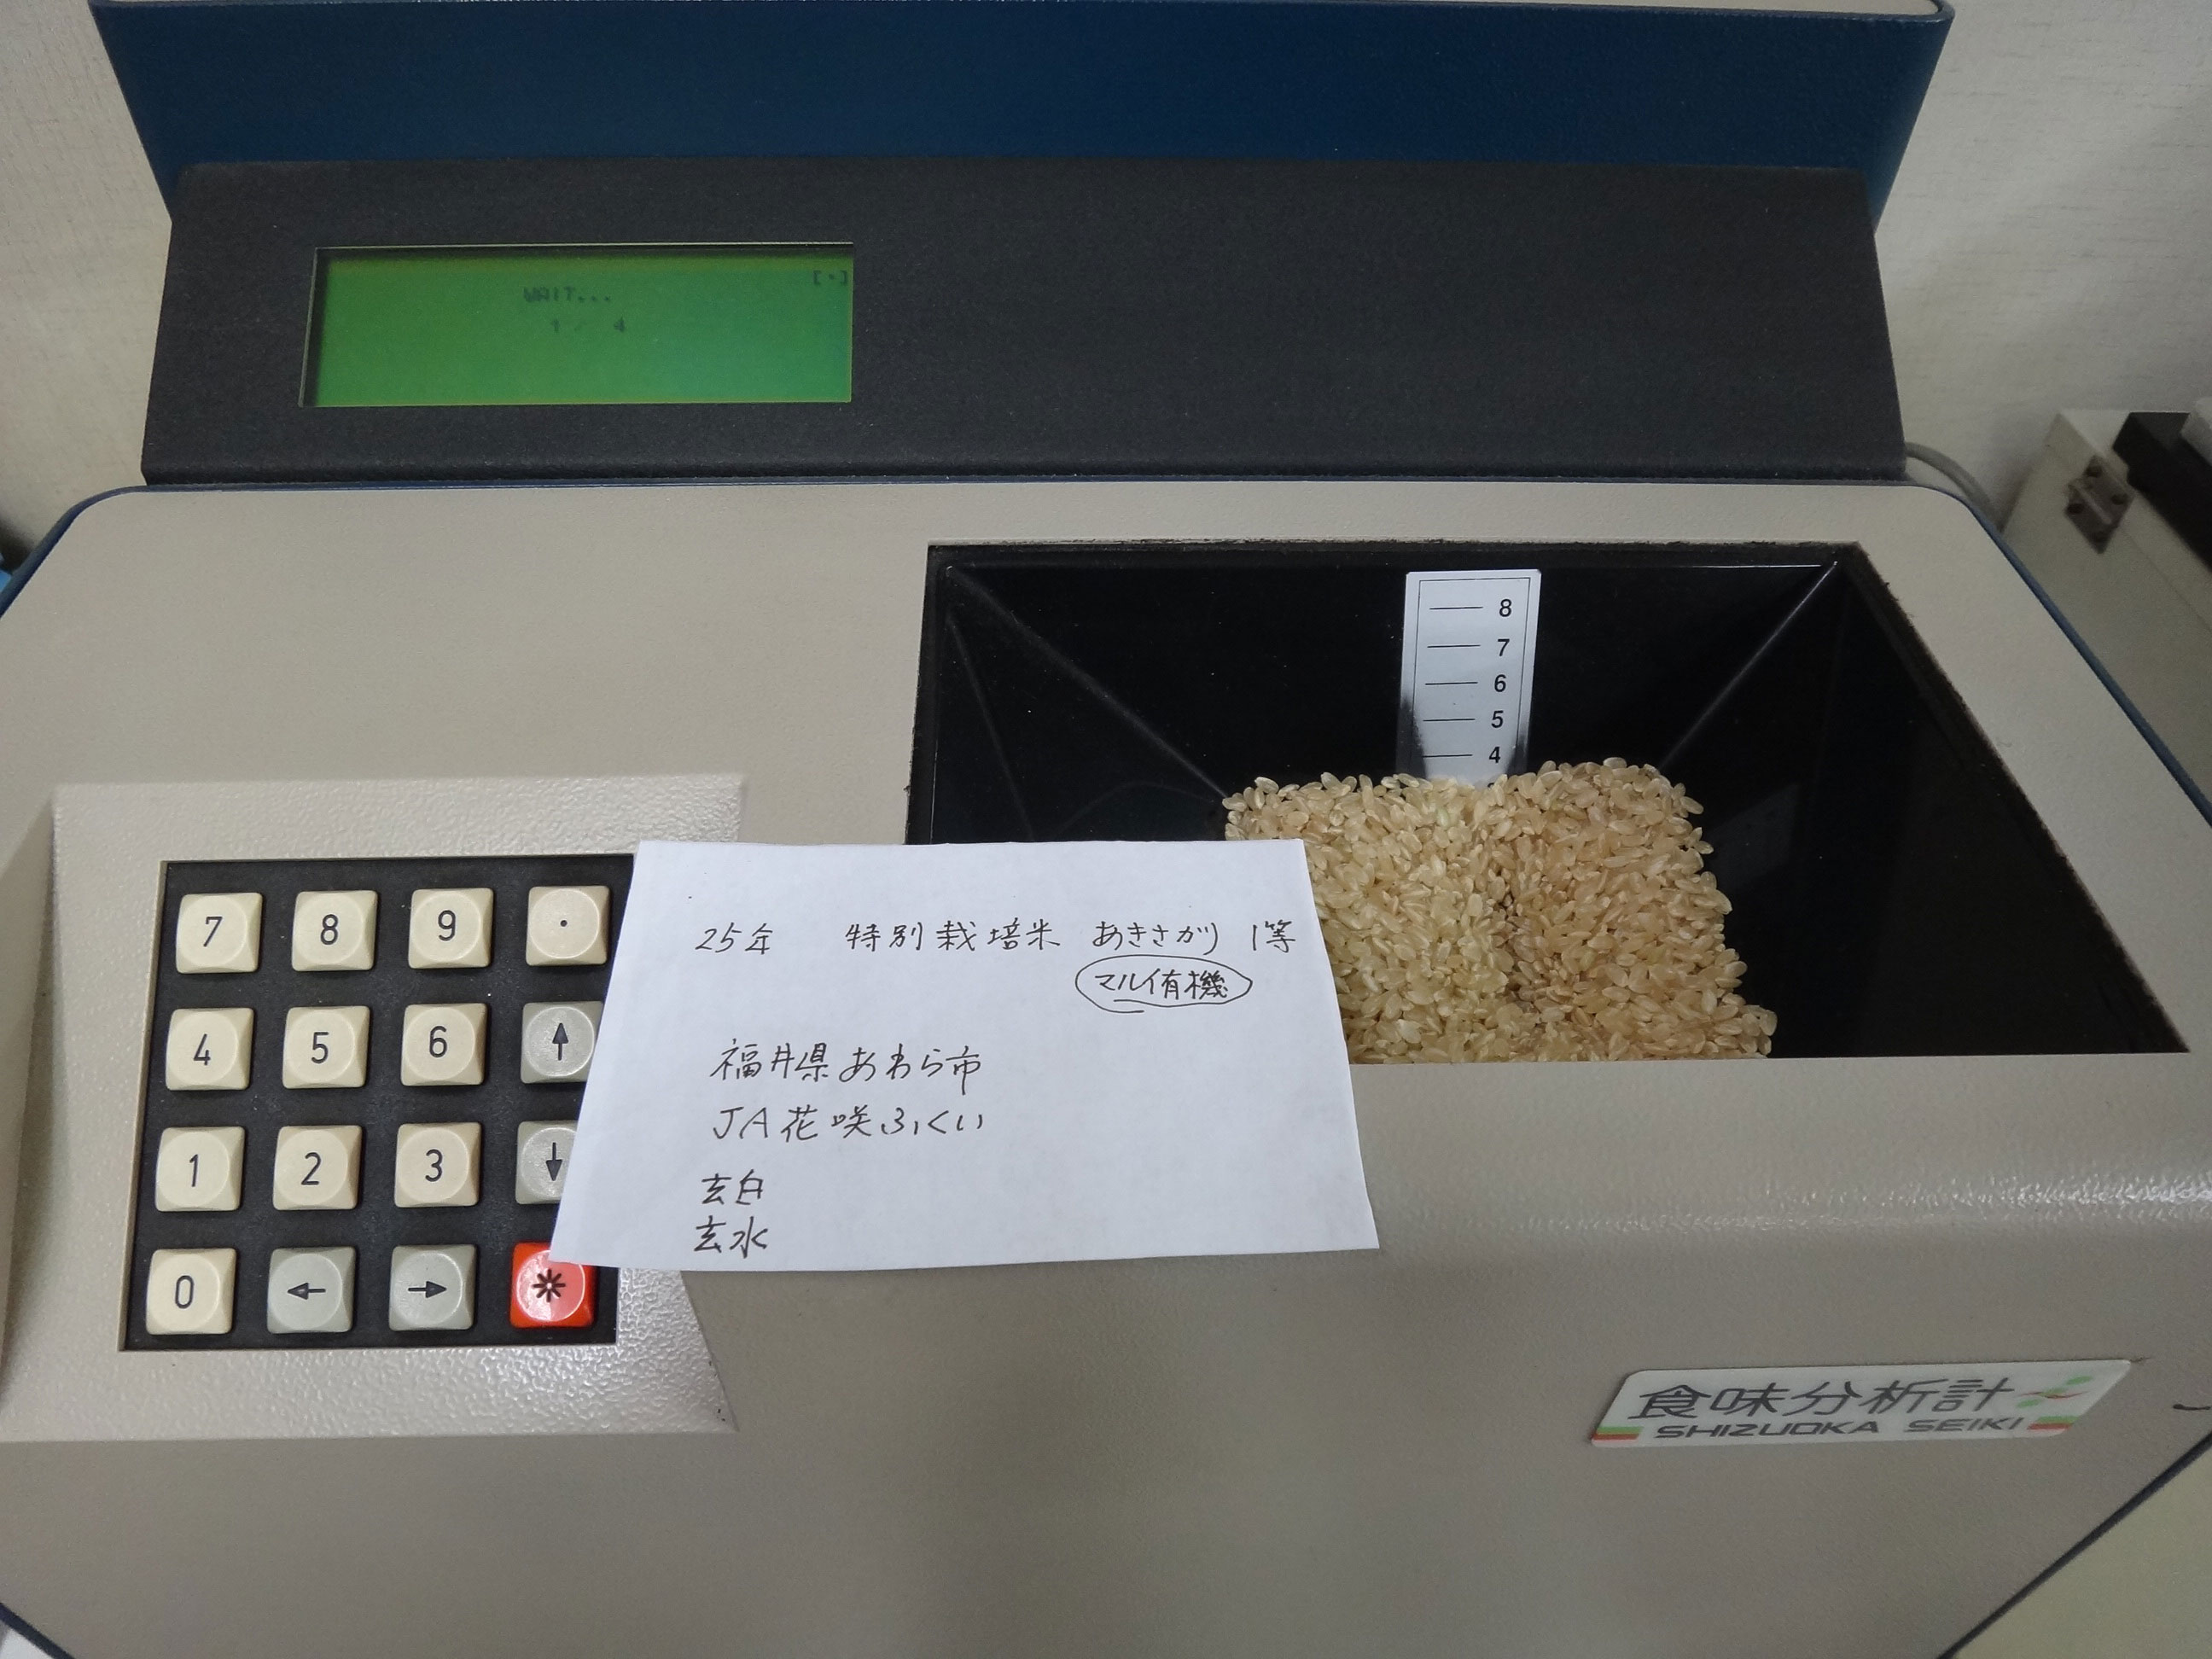 WAIT...
1 / 4
8
7
6
5
4
7 8 9 .
4 5 6 ↑
1 2 3 ↓
0 ← → *
25年 特別栽培米 あきさかり 1等
マルイ有機
福井県あわら市
JA花咲ふくい
玄白
玄水
食味分析計
SHIZUOKA SEIKI